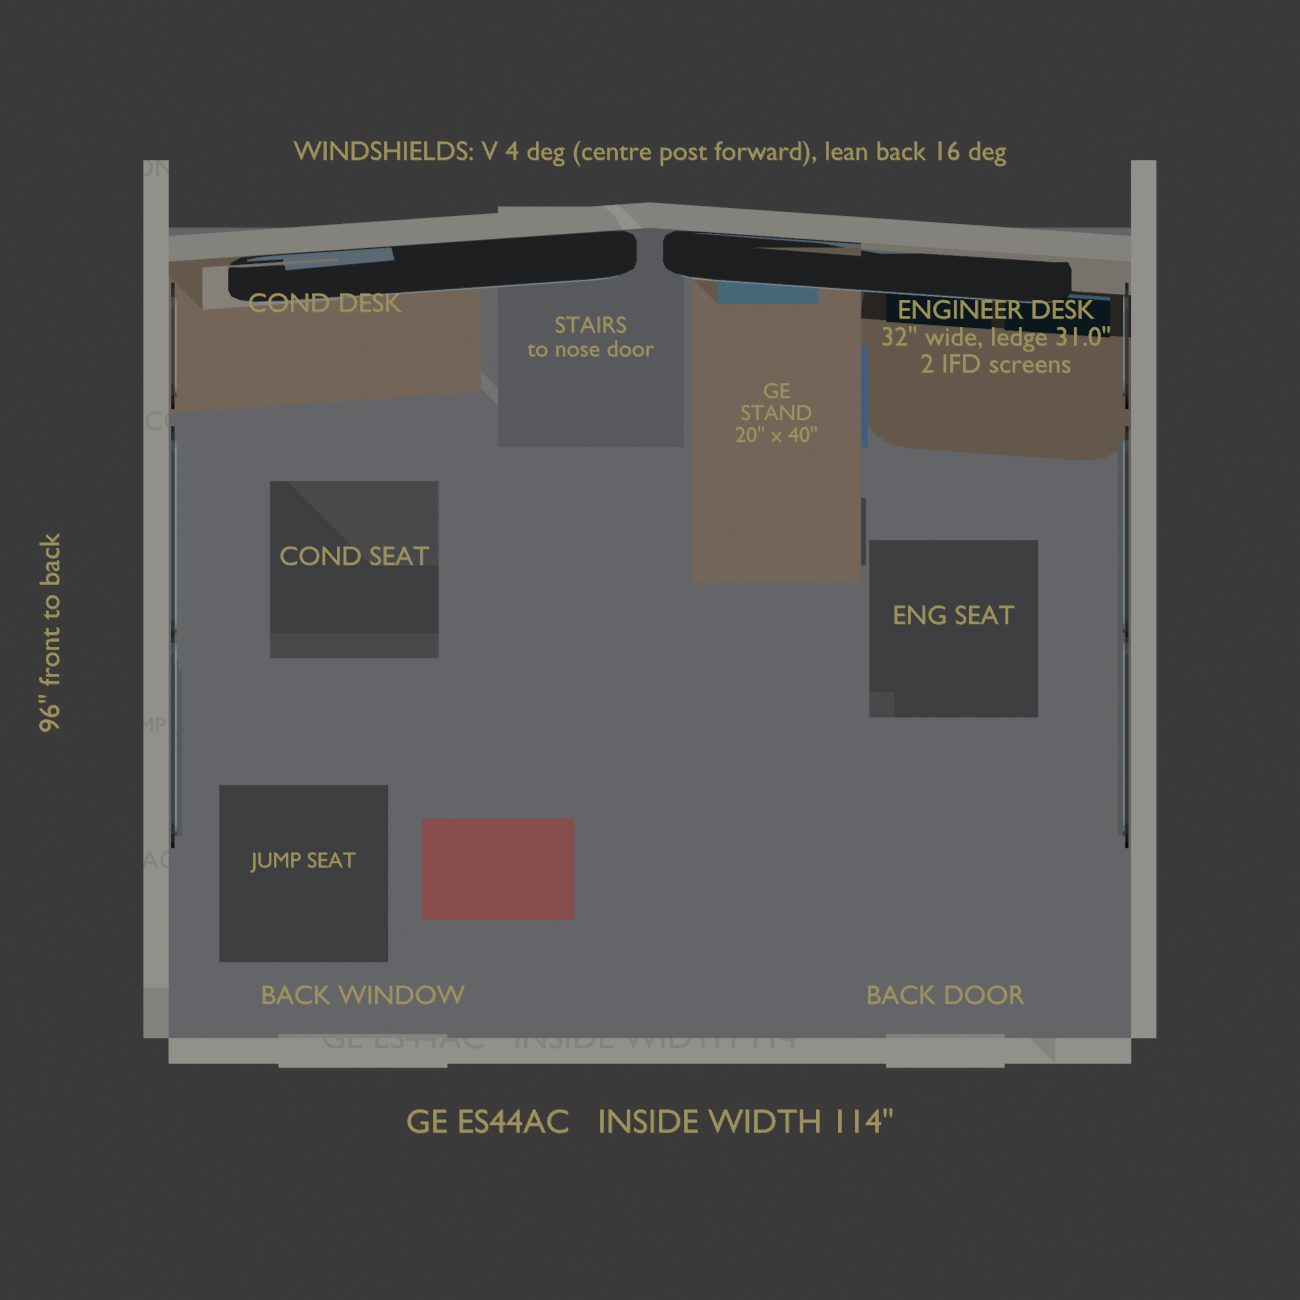 WINDSHIELDS: V 4 deg (centre post forward), lean back 16 deg
COND DESK
STAIRS
to nose door
ENGINEER DESK
32" wide, ledge 31.0"
2 IFD screens
GE
STAND
20" x 40"
COND SEAT
ENG SEAT
96" front to back
JUMP SEAT
BACK WINDOW
BACK DOOR
GE ES44AC INSIDE WIDTH 114"